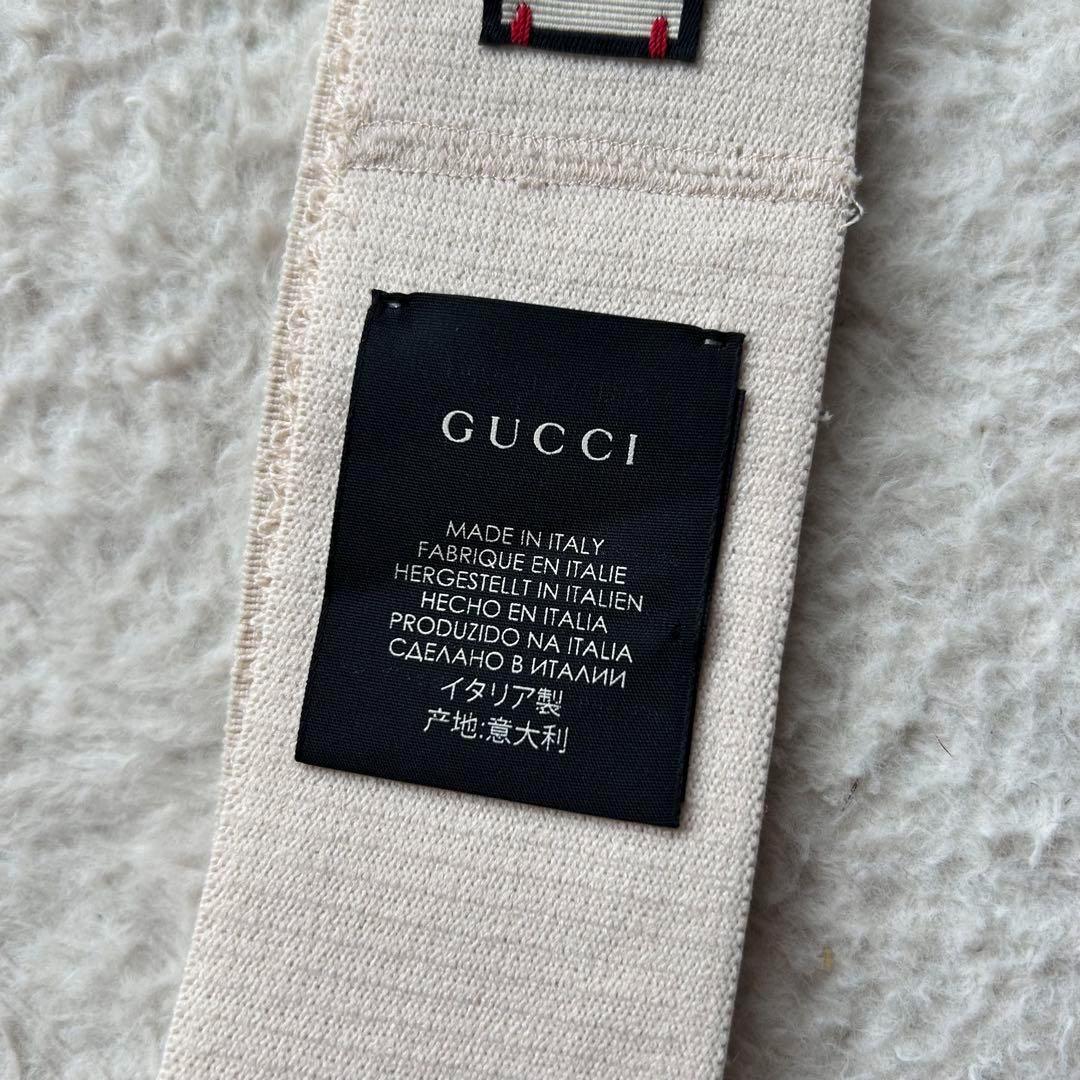 GUCCI
MADE IN ITALY
FABRIQUE EN ITALIE
HERGESTELLT IN ITALIEN
HECHO EN ITALIA
PRODUZIDO NA ITALIA
СДЕЛАНО В ИТАЛИИ
イタリア製
产地:意大利